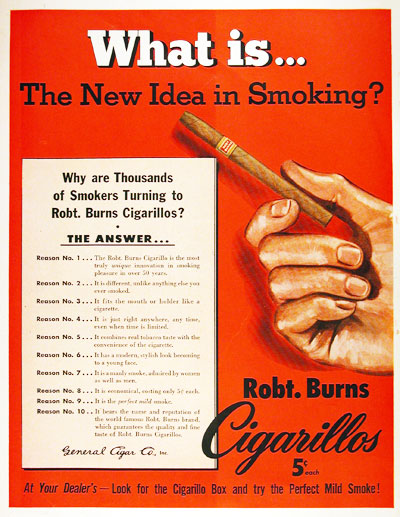 What is...
The New Idea in Smoking?
Why are Thousands
of Smokers Turning to
Robt. Burns Cigarillos?
THE ANSWER...
Reason No. 1... The Robt. Burns Cigarillo is the most
truly unique innovation in smoking
pleasure in over 50 years.
Reason No. 2... It is different, unlike anything else you
ever smoked.
Reason No. 3... It fits the mouth or holder like a
cigarette.
Reason No. 4... It is just right anywhere, any time,
even when time is limited.
Reason No. 5... It combines real tobacco taste with the
convenience of the cigarette.
Reason No. 6... It has a modern, stylish look becoming
to a young face.
Reason No. 7... It is a manly smoke, admired by women
as well as men.
Reason No. 8... It is economical, costing only 5¢ each.
Reason No. 9... It is the perfect mild smoke.
Reason No. 10... It bears the name and reputation of
the world famous Robt. Burns brand,
which guarantees the quality and fine
taste of Robt. Burns Cigarillos.
General Cigar Co., Inc.
Robt. Burns
Cigarillos
5¢ each
At Your Dealer's — Look for the Cigarillo Box and try the Perfect Mild Smoke!